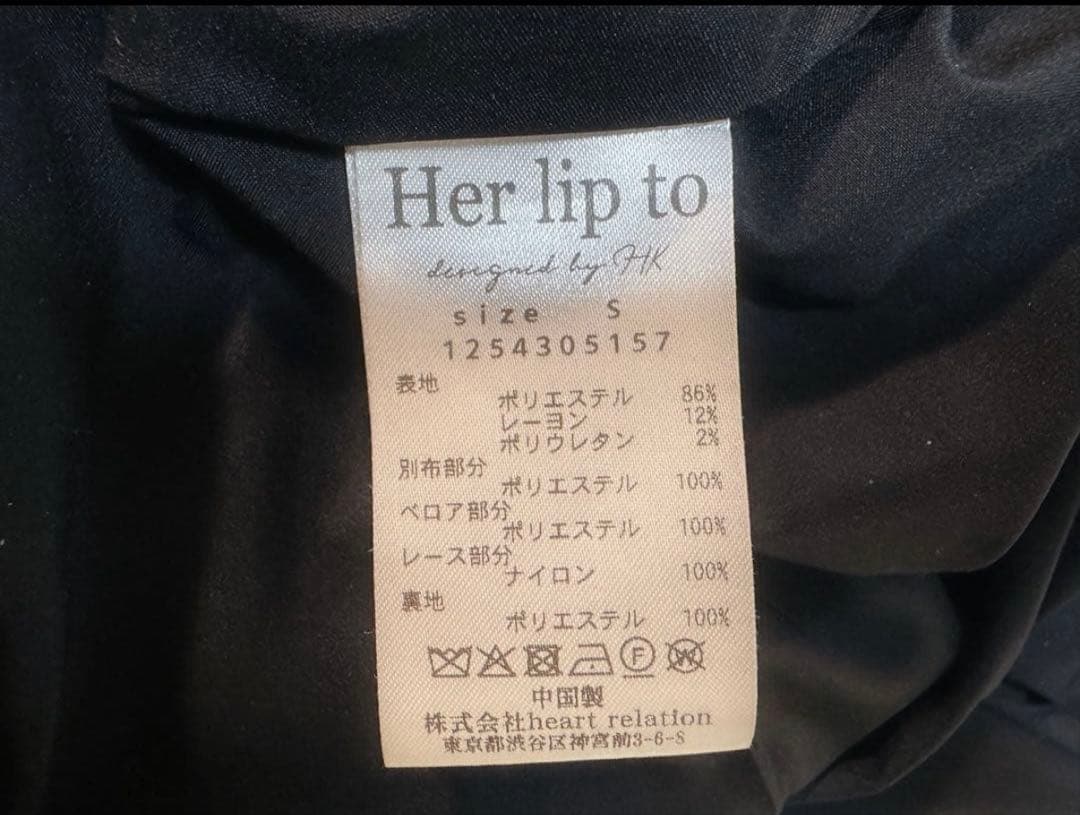 Her lip to
designed by HK
size S
1254305157
表地
ポリエステル 86%
レーヨン 12%
ポリウレタン 2%
別布部分
ポリエステル 100%
ベロア部分
ポリエステル 100%
レース部分
ナイロン 100%
裏地
ポリエステル 100%
F W
中国製
株式会社heart relation
東京都渋谷区神宮前3-6-8